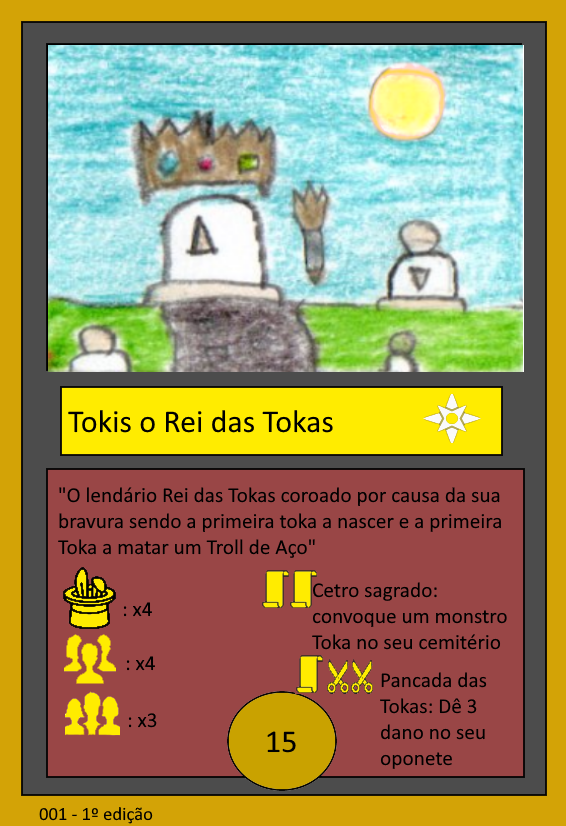 Tokis o Rei das Tokas
"O lendário Rei das Tokas coroado por causa da sua
bravura sendo a primeira toka a nascer e a primeira
Toka a matar um Troll de Aço"
: x4
: x4
: x3
Cetro sagrado:
convoque um monstro
Toka no seu cemitério
Pancada das
Tokas: Dê 3
dano no seu
oponete
15
001 - 1º edição